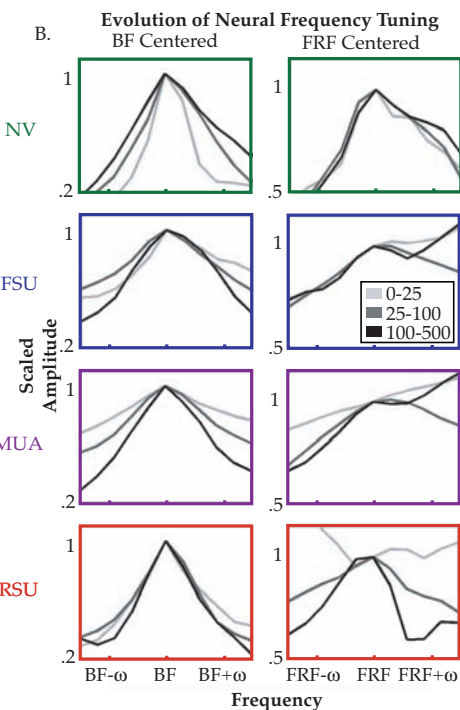 B.
Evolution of Neural Frequency Tuning
BF Centered
FRF Centered
NV
1
.2
1
.5
FSU
1
.2
1
.5
0-25
25-100
100-500
Scaled
Amplitude
MUA
1
.2
1
.5
RSU
1
.2
1
.5
BF-ω BF BF+ω
FRF-ω FRF FRF+ω
Frequency